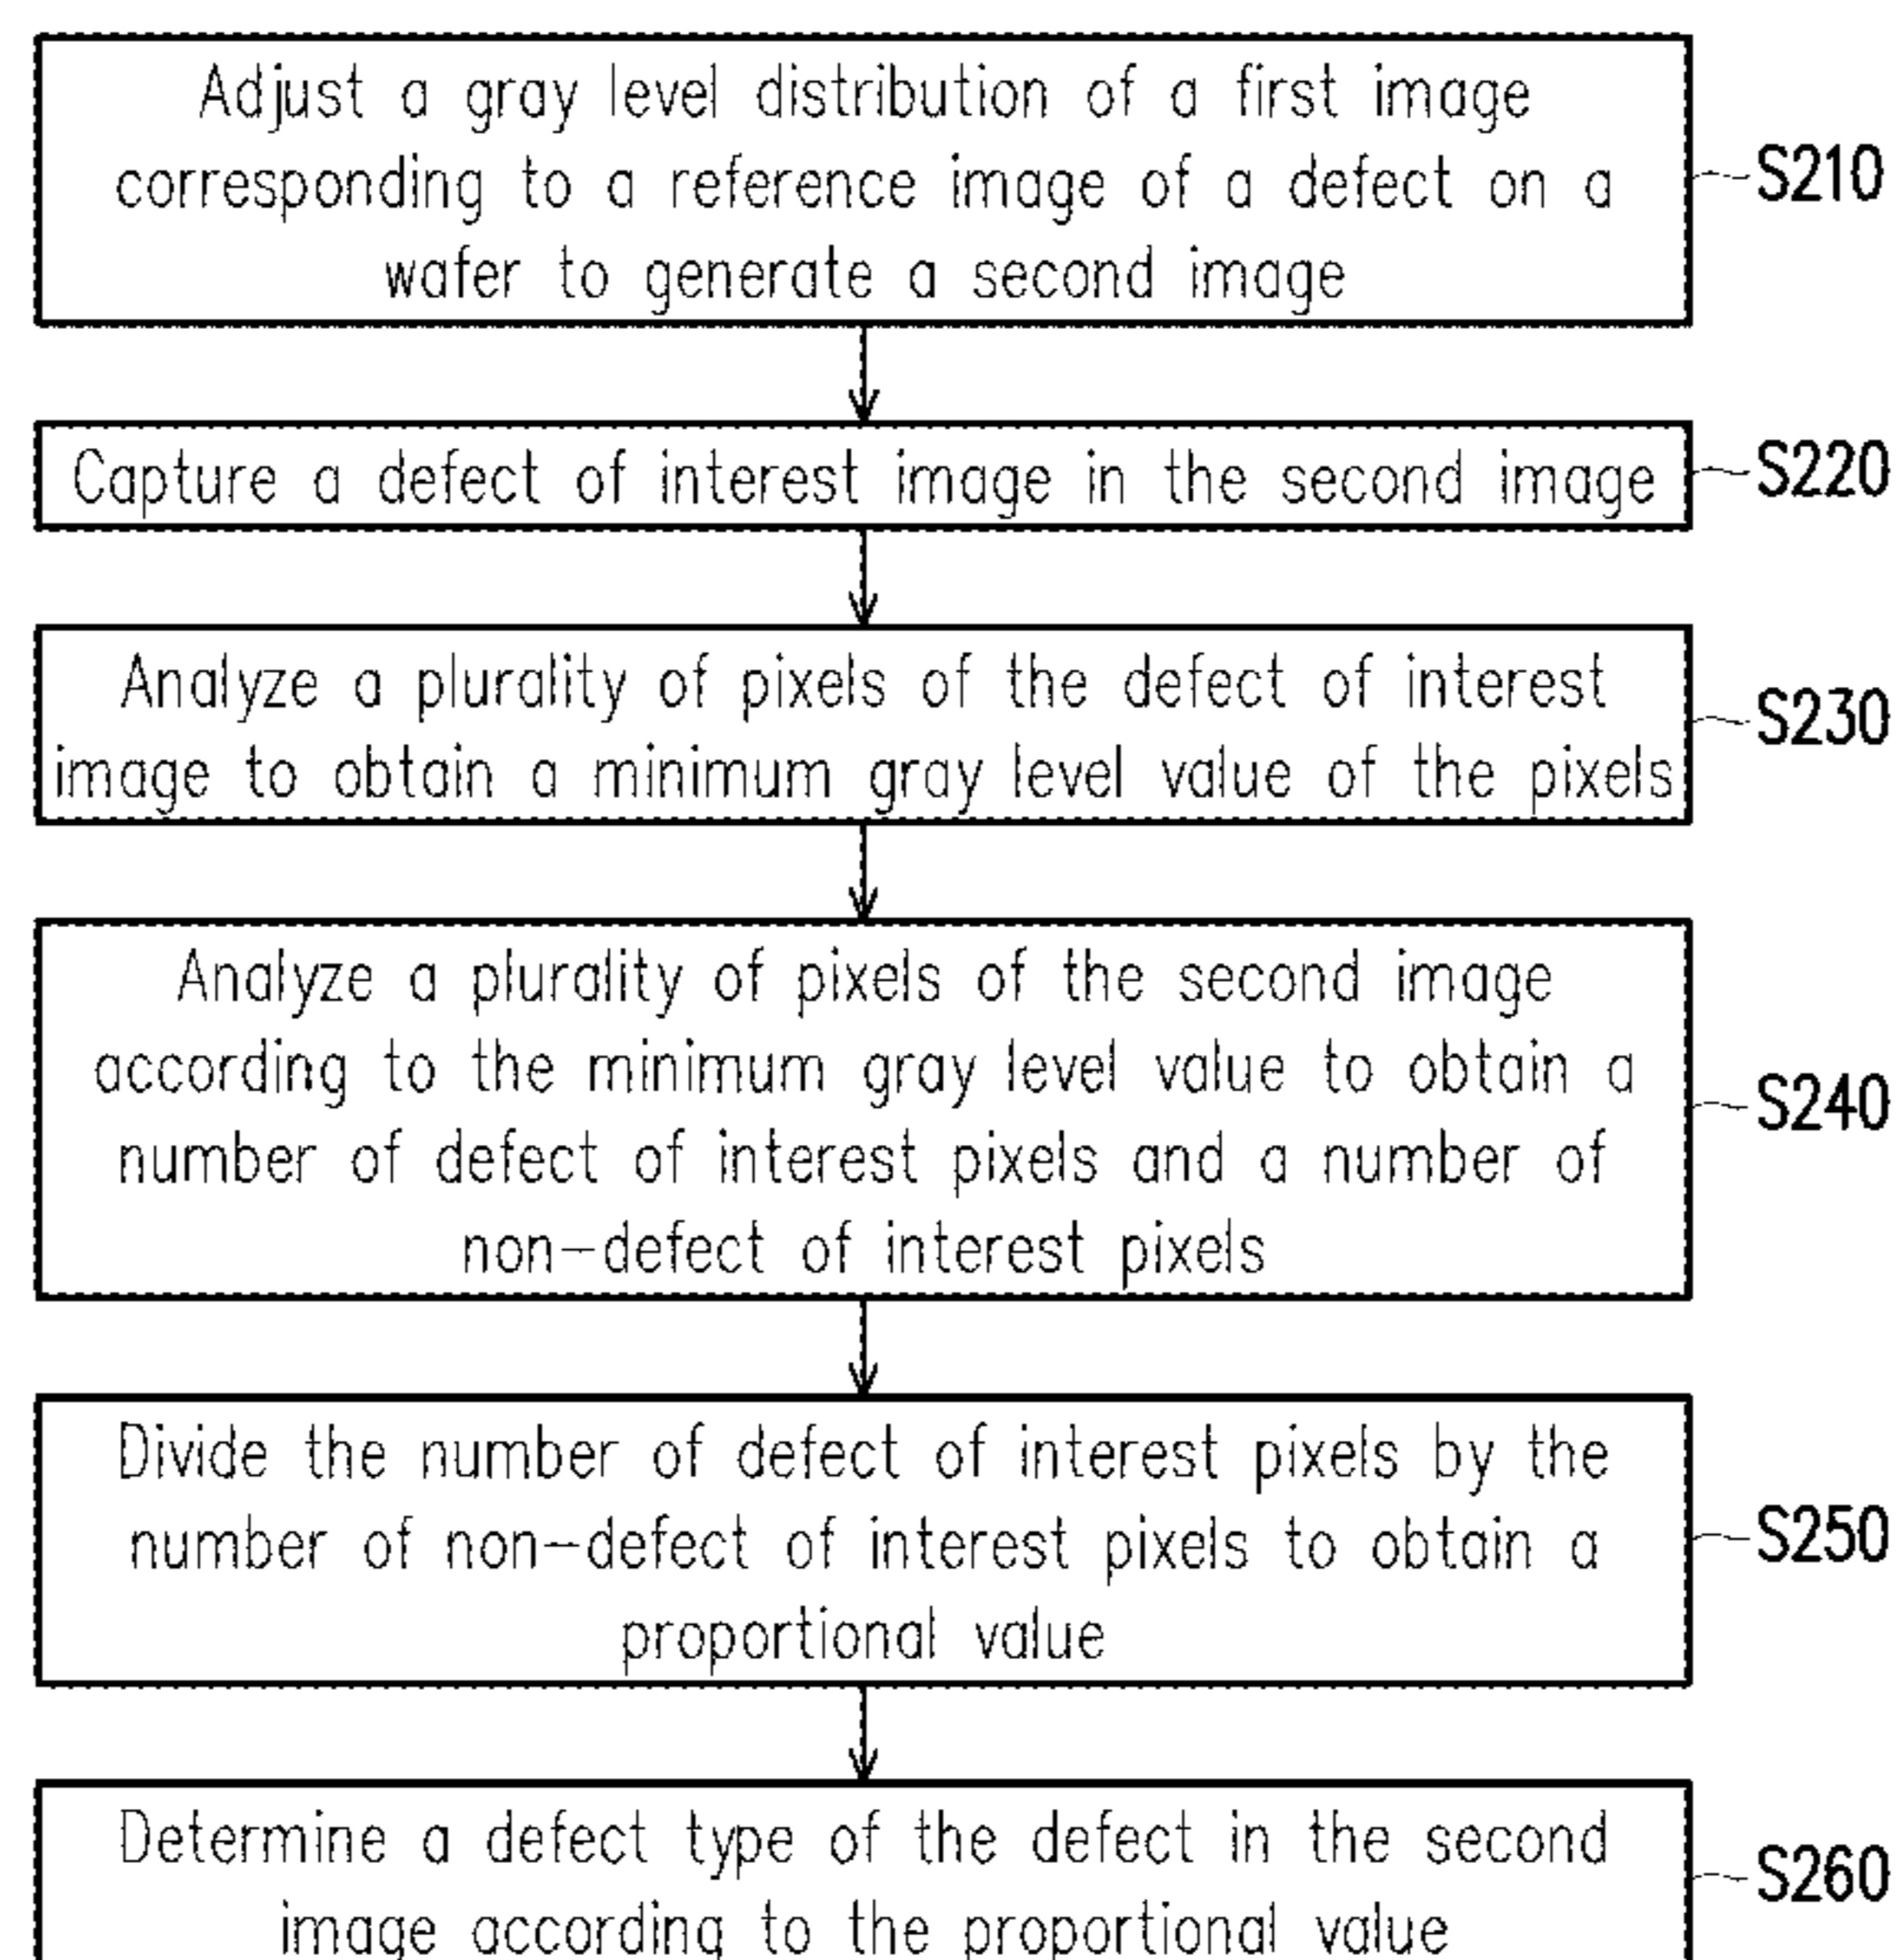 Adjust a gray level distribution of a first image
corresponding to a reference image of a defect on a
wafer to generate a second image
S210
Capture a defect of interest image in the second image
S220
Analyze a plurality of pixels of the defect of interest
image to obtain a minimum gray level value of the pixels
S230
Analyze a plurality of pixels of the second image
according to the minimum gray level value to obtain a
number of defect of interest pixels and a number of
non-defect of interest pixels
S240
Divide the number of defect of interest pixels by the
number of non-defect of interest pixels to obtain a
proportional value
S250
Determine a defect type of the defect in the second
image according to the proportional value
S260